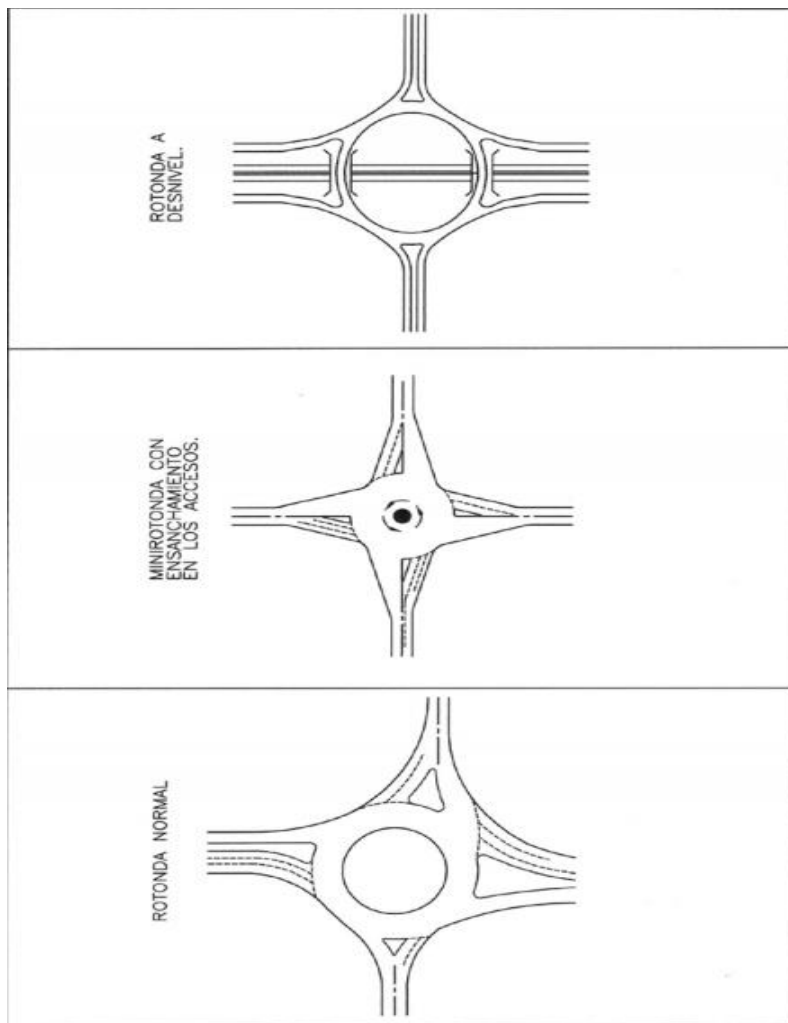 ROTONDA A
DESNIVEL.
MINIROTONDA CON
ENSANCHAMIENTO
EN LOS ACCESOS.
ROTONDA NORMAL